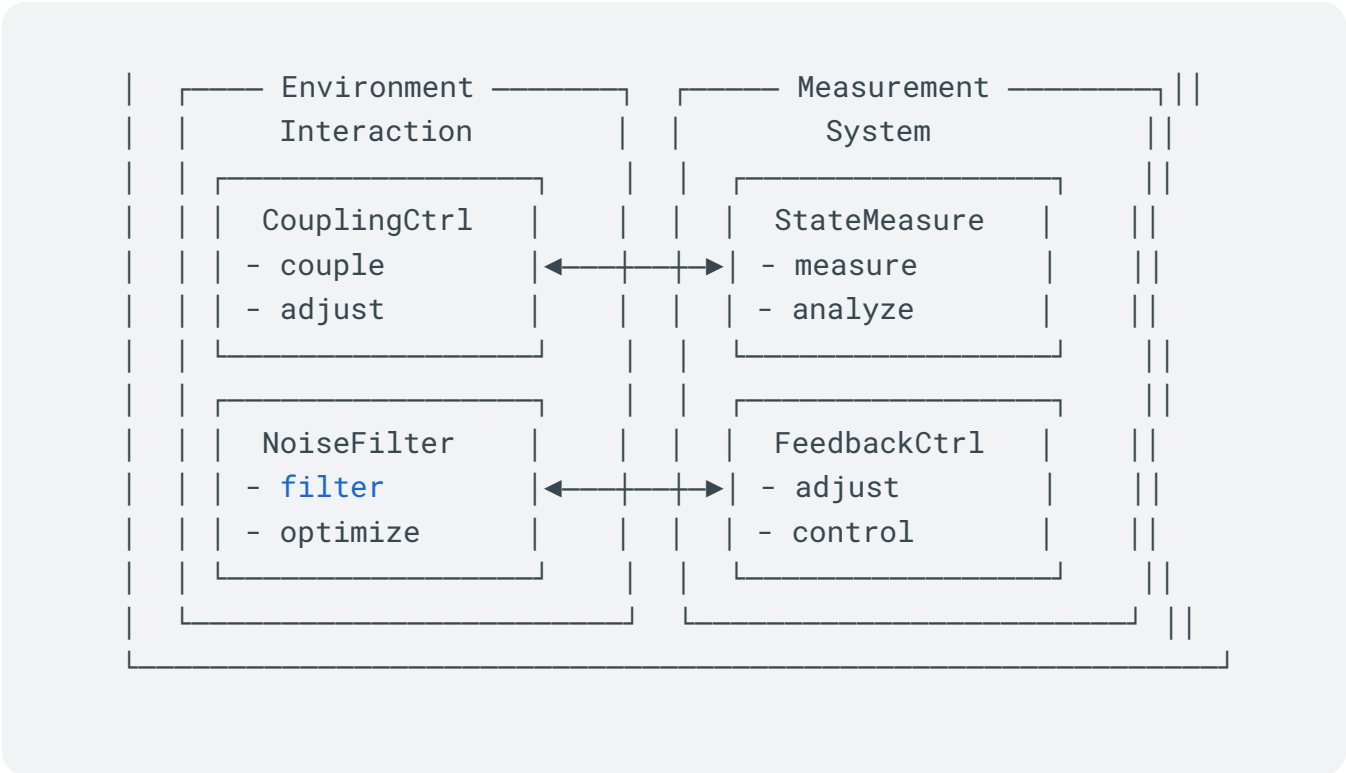 Environment Measurement
Interaction System
CouplingCtrl StateMeasure
- couple - measure
- adjust - analyze
NoiseFilter FeedbackCtrl
- filter - adjust
- optimize - control